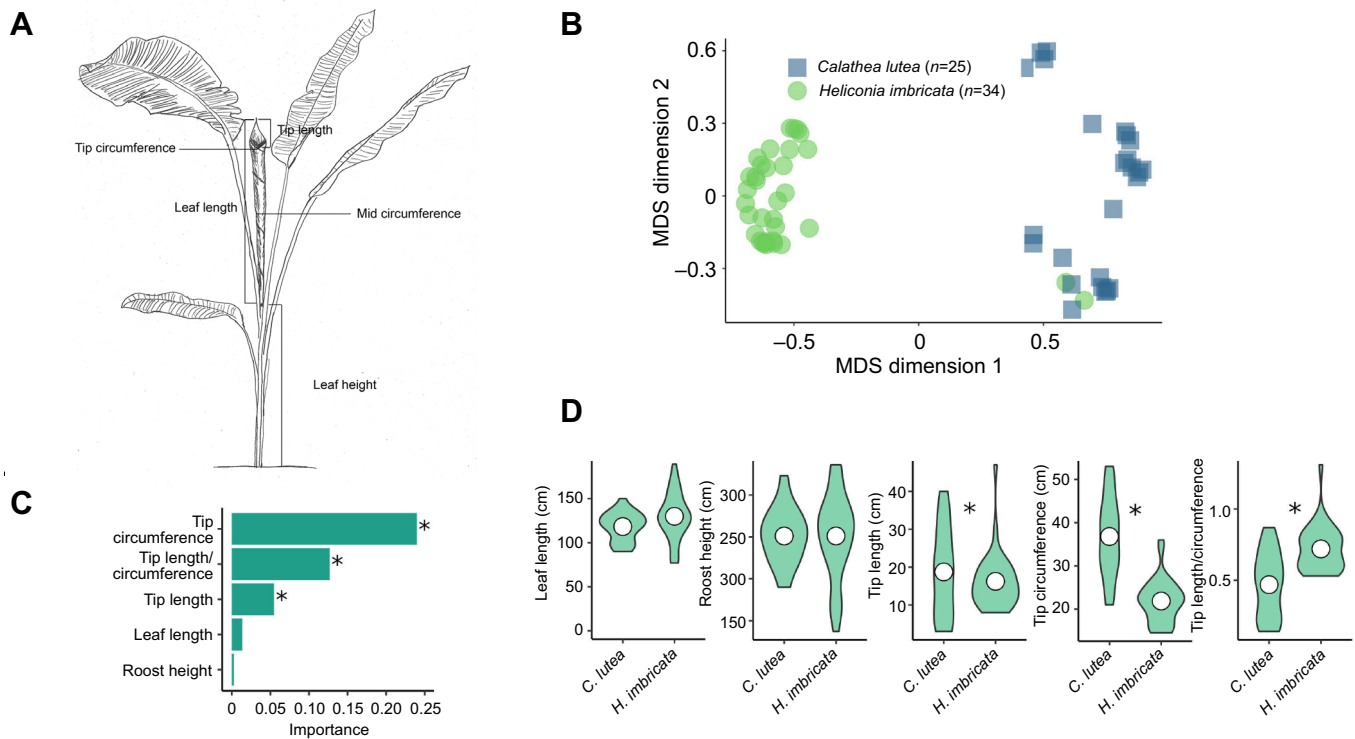 A
Tip length
Tip circumference
Leaf length
Mid circumference
Leaf height
B
MDS dimension 2
0.6
0.3
0
–0.3
Calathea lutea (n=25)
Heliconia imbricata (n=34)
–0.5
0
0.5
MDS dimension 1
C
Tip
circumference
*
Tip length/
circumference
*
Tip length
*
Leaf length
Roost height
0
0.05
0.10
0.15
0.20
0.25
Importance
D
Leaf length (cm)
150
100
50
0
C. lutea
H. imbricata
Roost height (cm)
300
250
300
150
C. lutea
H. imbricata
Tip length (cm)
40
30
20
10
*
C. lutea
H. imbricata
Tip circumference (cm)
50
40
30
20
*
C. lutea
H. imbricata
Tip length/circumference
1.0
0.5
*
C. lutea
H. imbricata